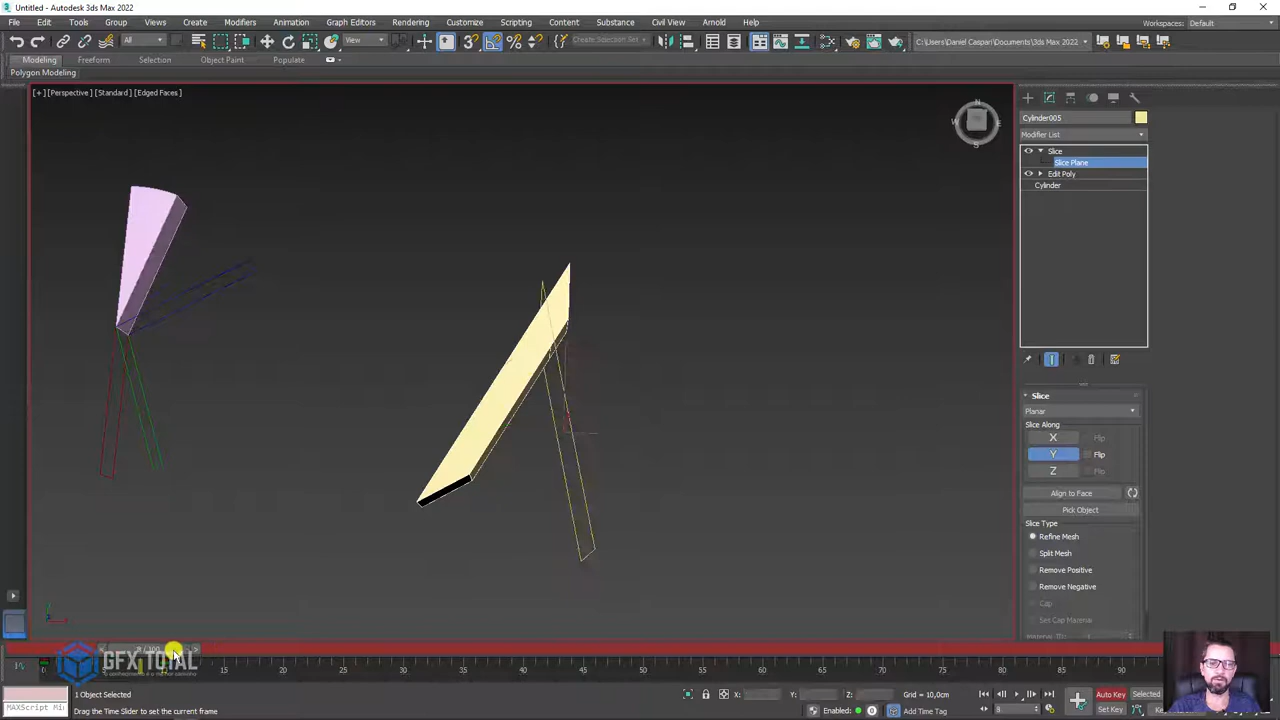 Untitled - Autodesk 3ds Max 2022
File Edit Tools Group Views Create Modifiers Animation Graph Editors Rendering Customize Scripting Content Substance Civil View Arnold Help
Workspaces: Default
All View Create Selection Se C:\Users\Daniel Caspari\Documents\3ds Max 2022
Modeling Freeform Selection Object Paint Populate
Polygon Modeling
[+] [Perspective] [Standard] [Edged Faces]
N
W E
S
Cylinder005
Modifier List
Slice
Slice Plane
Edit Poly
Cylinder
Slice
Planar
Slice Along
X Flip
Y Flip
Z Flip
Align to Face
Pick Object
Slice Type
Refine Mesh
Split Mesh
Remove Positive
Remove Negative
Cap
Set Cap Material
GFX TOTAL
0 15 20 25 30 35 40 45 50 55 60 65 70 75 80 85 90
1 Object Selected
X: Y: Z: Grid = 10,0cm
Auto Key Selected
MAXScript Mi
Drag the Time Slider to set the current frame
Enabled: Add Time Tag
8
Set Key